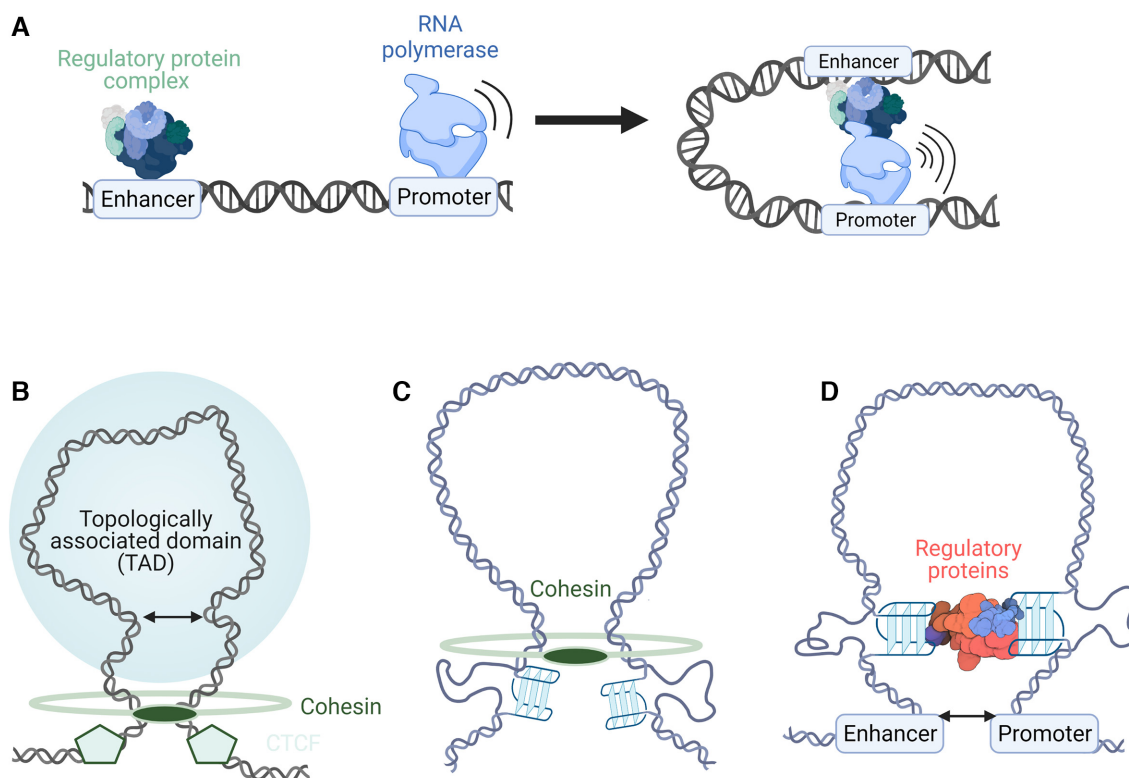 A
Regulatory protein
complex
RNA
polymerase
Enhancer
Promoter
Enhancer
Promoter
B
Topologically
associated domain
(TAD)
Cohesin
CTCF
C
Cohesin
D
Regulatory
proteins
Enhancer
Promoter